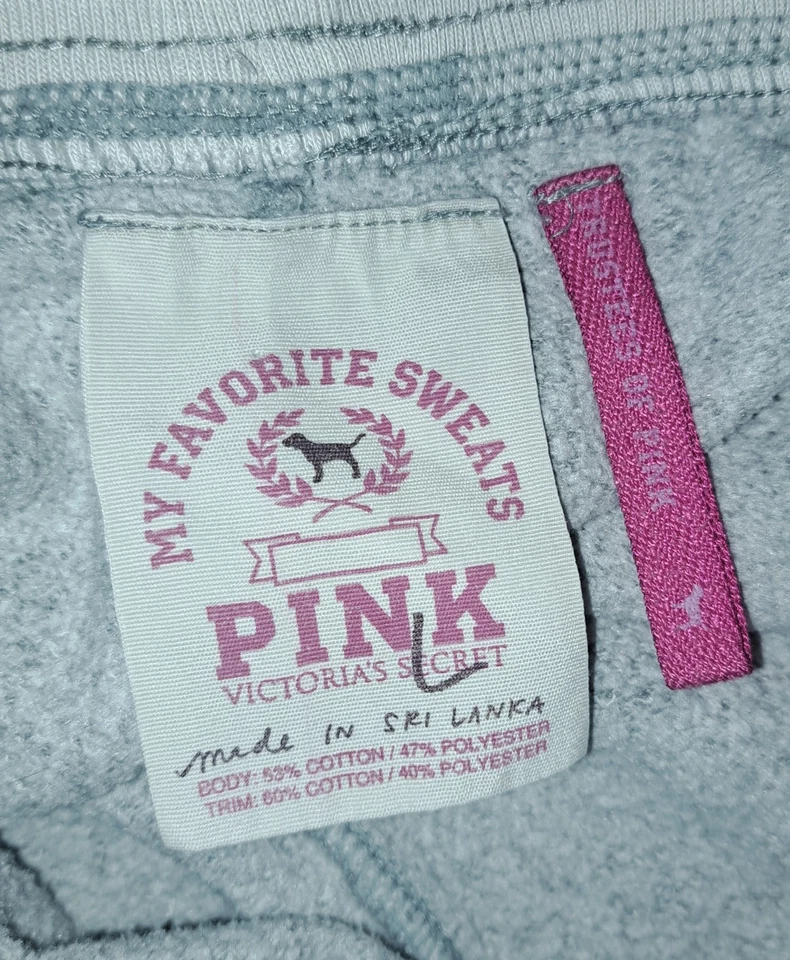 MY FAVORITE SWEATS
PINK
L
VICTORIA'S SECRET
made IN SRI LANKA
BODY: 53% COTTON / 47% POLYESTER
TRIM: 60% COTTON / 40% POLYESTER
TRUSTEES OF PINK